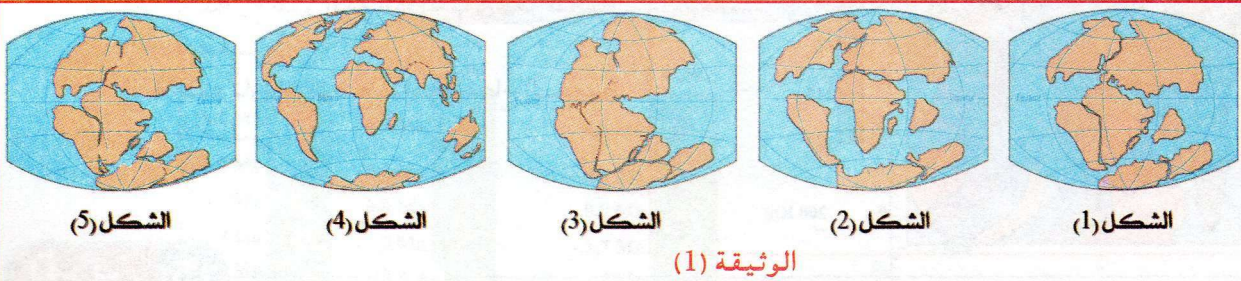 الشكل(1) الشكل(2) الشكل(3) الشكل(4) الشكل(5)
الوثيقة (1)